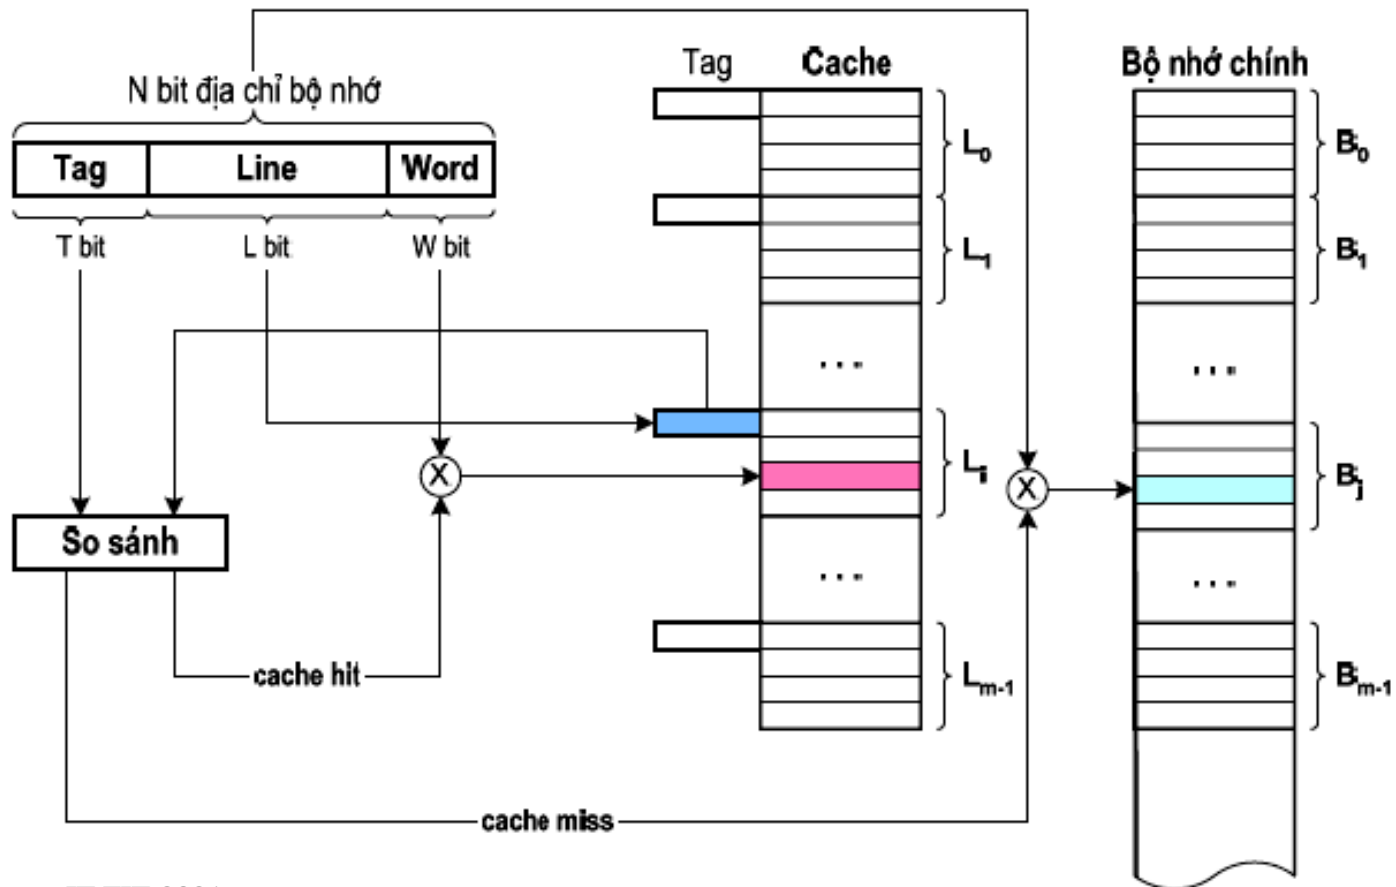 N bit địa chỉ bộ nhớ
Tag Line Word
T bit L bit W bit
So sánh
cache hit
cache miss
X
Tag Cache
L0
L1
...
Li
...
Lm-1
X
Bộ nhớ chính
B0
B1
...
Bj
...
Bm-1